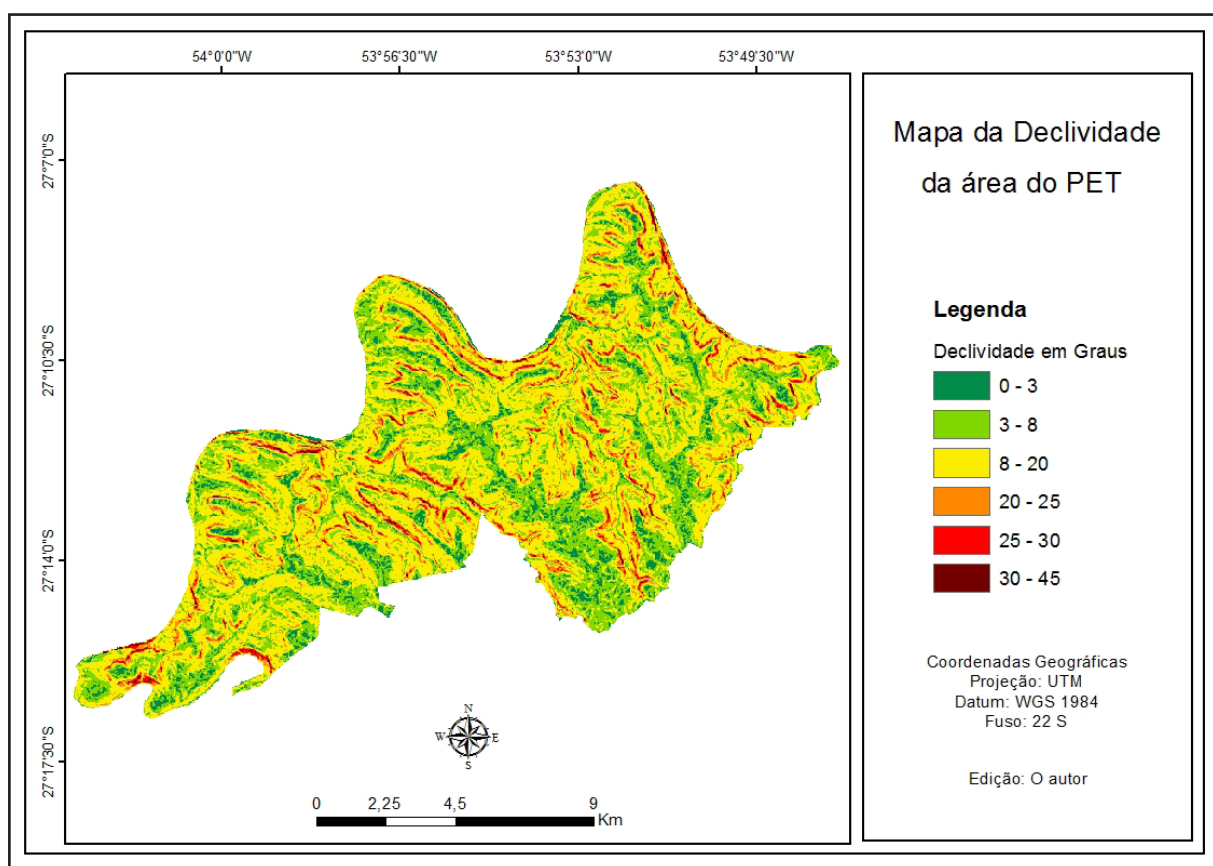 54°0'0"W 53°56'30"W 53°53'0"W 53°49'30"W
27°7'0"S
27°10'30"S
27°14'0"S
27°17'30"S
N
W E
S
0 2,25 4,5 9
Km
Mapa da Declividade
da área do PET
Legenda
Declividade em Graus
0 - 3
3 - 8
8 - 20
20 - 25
25 - 30
30 - 45
Coordenadas Geográficas
Projeção: UTM
Datum: WGS 1984
Fuso: 22 S
Edição: O autor